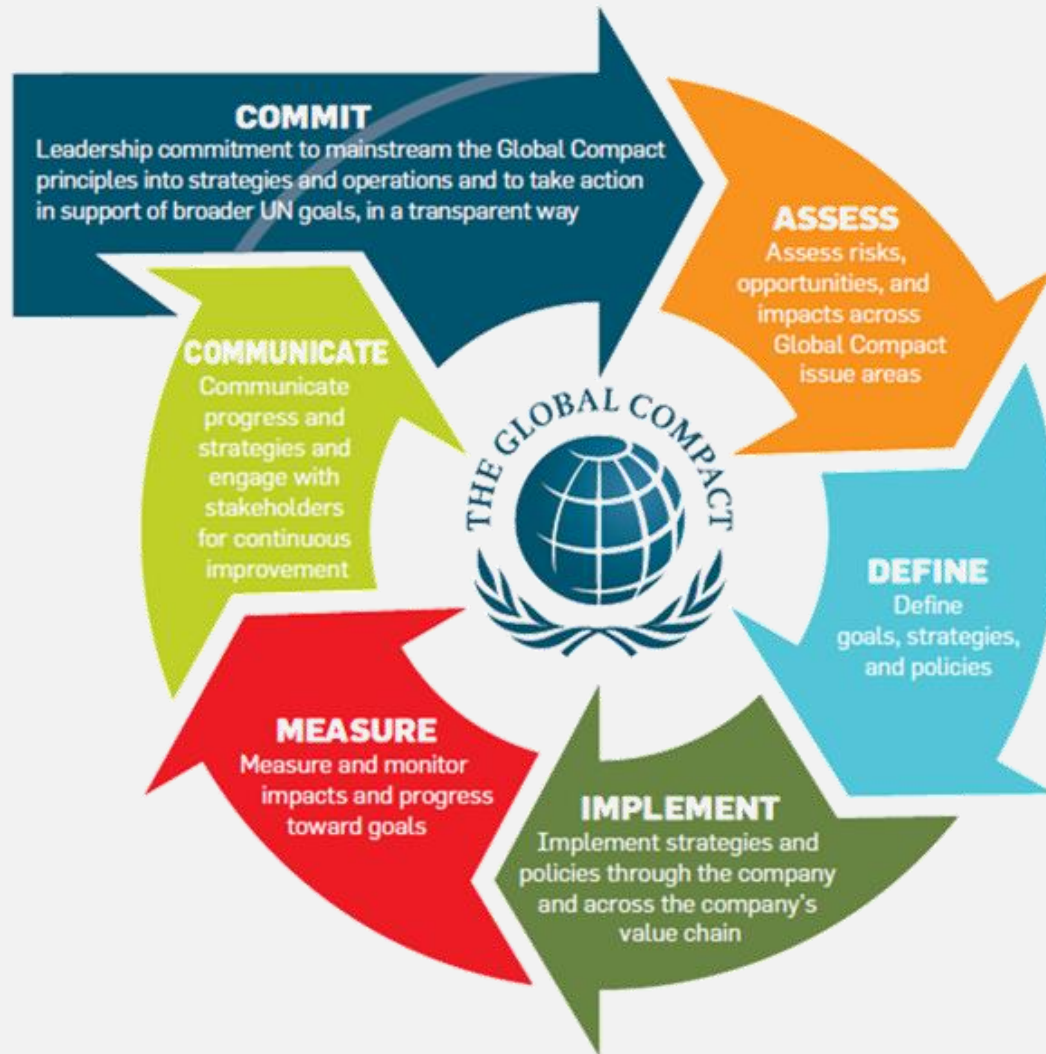 COMMIT
Leadership commitment to mainstream the Global Compact
principles into strategies and operations and to take action
in support of broader UN goals, in a transparent way
ASSESS
Assess risks,
opportunities, and
impacts across
Global Compact
issue areas
DEFINE
Define
goals, strategies,
and policies
IMPLEMENT
Implement strategies and
policies through the company
and across the company's
value chain
MEASURE
Measure and monitor
impacts and progress
toward goals
COMMUNICATE
Communicate
progress and
strategies and
engage with
stakeholders
for continuous
improvement
THE GLOBAL COMPACT